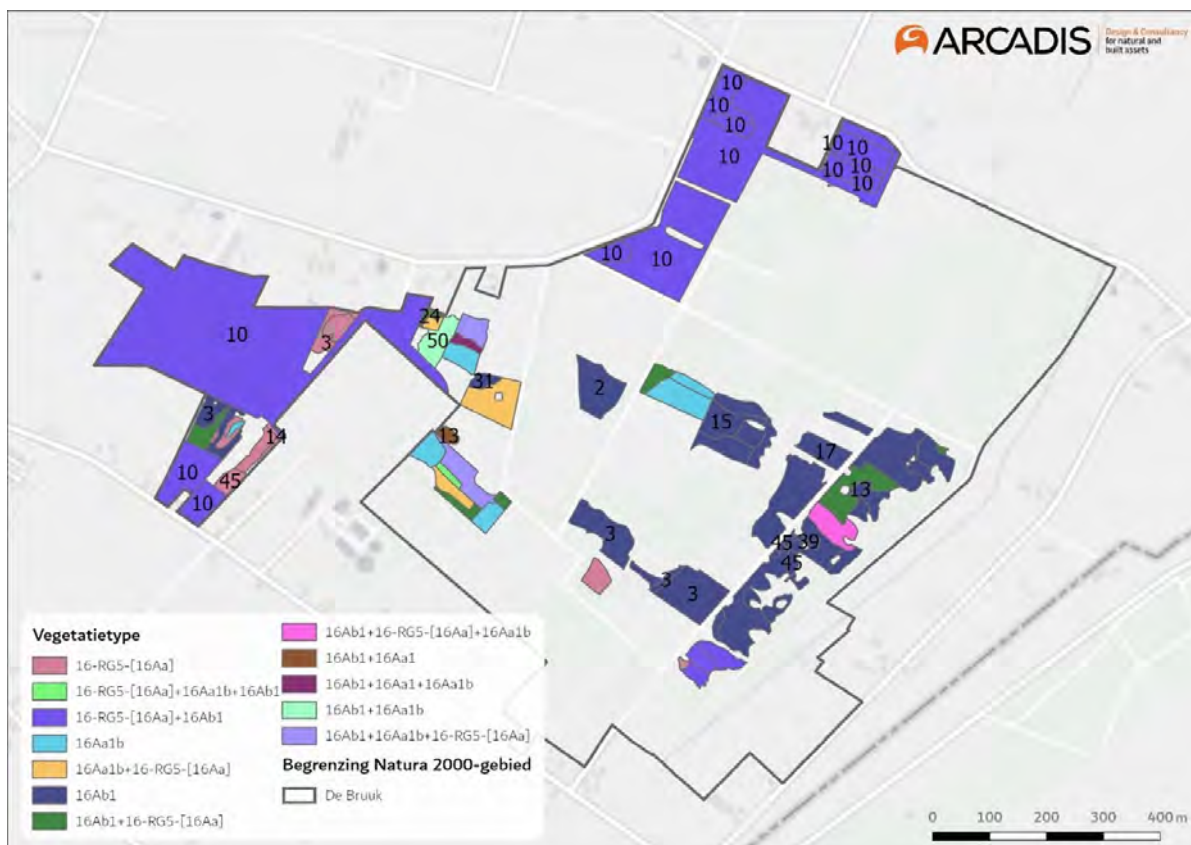 ARCADIS
Design & Consultancy
for natural and
built assets
10
10
10
10
10
10
10
10
10
10
10
10
24
3
50
31
2
3
14
13
15
17
10
45
13
10
3
45
39
45
3
3
Vegetatietype
16-RG5-[16Aa]
16-RG5-[16Aa]+16Aa1b+16Ab1
16-RG5-[16Aa]+16Ab1
16Aa1b
16Aa1b+16-RG5-[16Aa]
16Ab1
16Ab1+16-RG5-[16Aa]
16Ab1+16-RG5-[16Aa]+16Aa1b
16Ab1+16Aa1
16Ab1+16Aa1+16Aa1b
16Ab1+16Aa1b
16Ab1+16Aa1b+16-RG5-[16Aa]
Begrenzing Natura 2000-gebied
De Bruuk
0 100 200 300 400 m